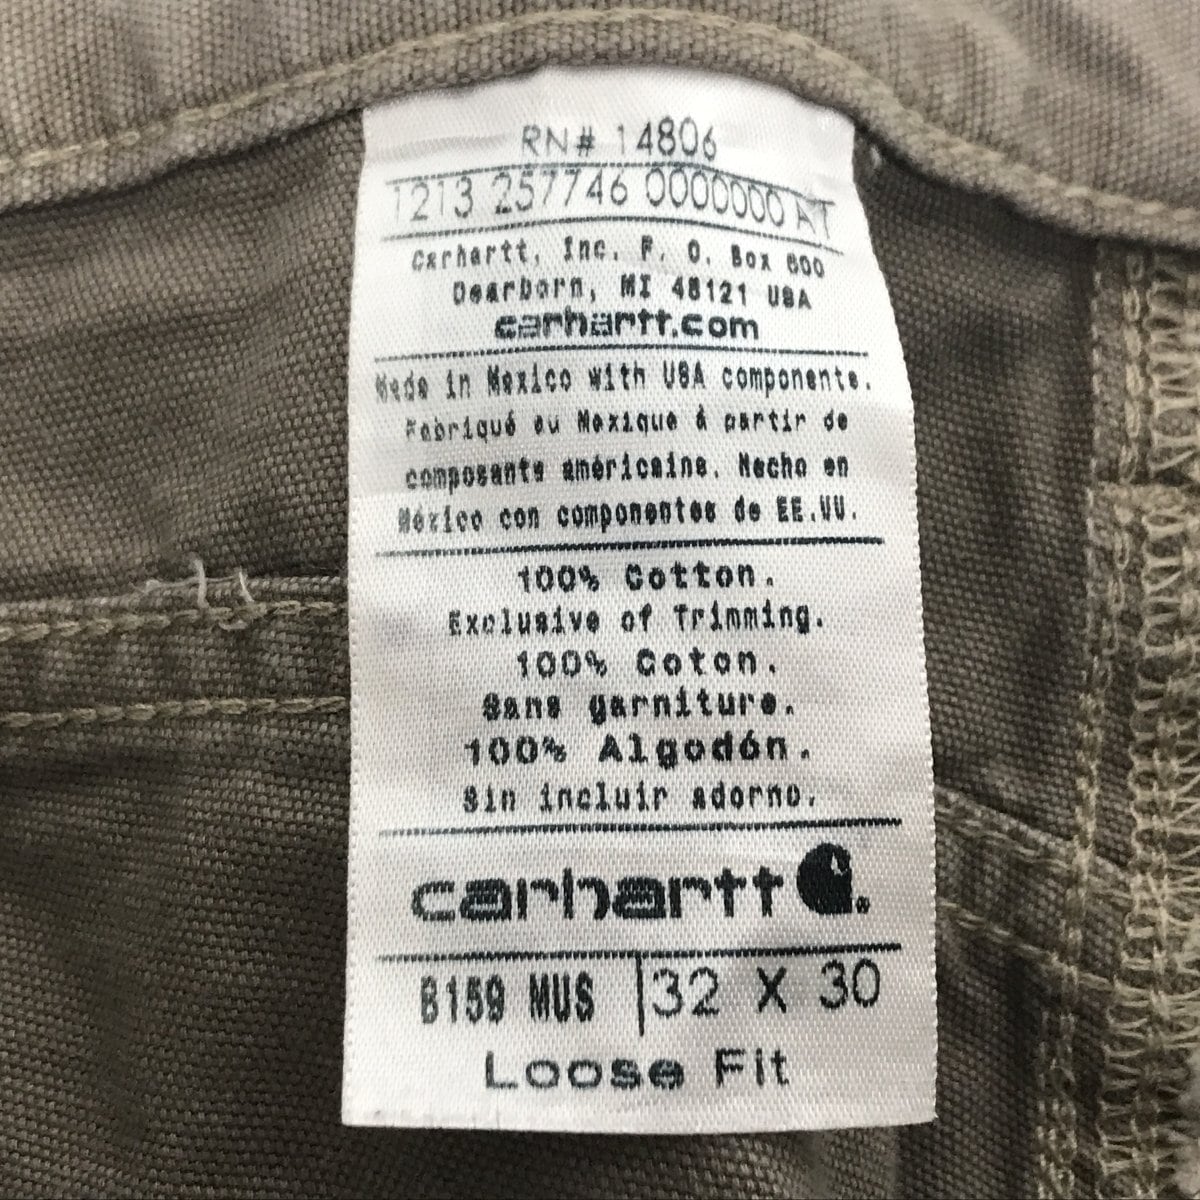 RN# 14806
1213 257746 0000000 AT
Carhartt, Inc. P. O. Box 600
Dearborn, MI 48121 USA
carhartt.com
Made in Mexico with USA components.
Fabriqué au Mexique á partir de
composants américains. Hecho en
México con componentes de EE.UU.
100% Cotton.
Exclusive of Trimming.
100% Coton.
Sans garniture.
100% Algodón.
Sin incluir adorno.
carhartt
B159 MUS 32 X 30
Loose Fit